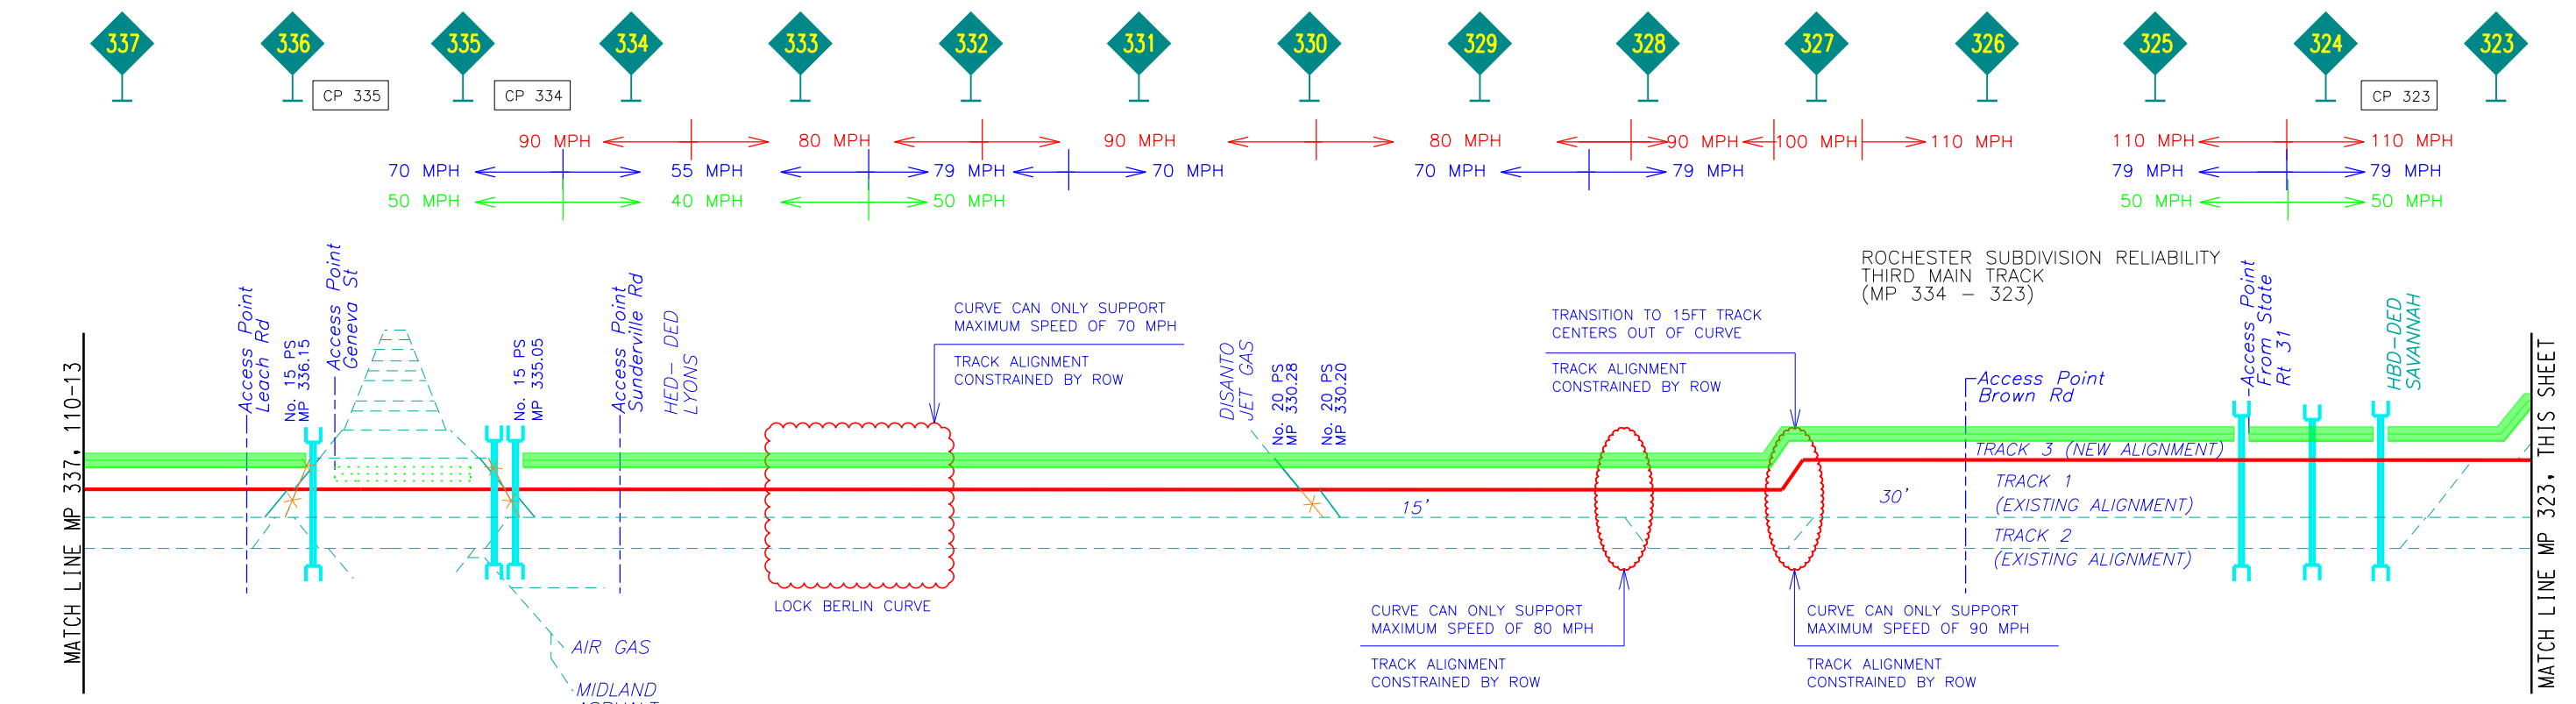 337
336
335
334
333
332
331
330
329
328
327
326
325
324
323
CP 335
CP 334
CP 323
90 MPH
80 MPH
90 MPH
80 MPH
90 MPH
100 MPH
110 MPH
110 MPH
110 MPH
70 MPH
55 MPH
79 MPH
70 MPH
70 MPH
79 MPH
79 MPH
79 MPH
50 MPH
40 MPH
50 MPH
50 MPH
50 MPH
ROCHESTER SUBDIVISION RELIABILITY
THIRD MAIN TRACK
(MP 334 - 323)
MATCH LINE MP 337, 110-13
Access Point
Leach Rd
No. 15 PS
MP 336.15
Access Point
Geneva St
No. 15 PS
MP 335.05
Access Point
Sunderville Rd
HED- DED
LYONS
CURVE CAN ONLY SUPPORT
MAXIMUM SPEED OF 70 MPH
TRACK ALIGNMENT
CONSTRAINED BY ROW
LOCK BERLIN CURVE
DISANTO
JET GAS
No. 20 PS
MP 330.28
No. 20 PS
MP 330.20
TRANSITION TO 15FT TRACK
CENTERS OUT OF CURVE
TRACK ALIGNMENT
CONSTRAINED BY ROW
Access Point
Brown Rd
Access Point
From State
Rt 31
HBD-DED
SAVANNAH
TRACK 3 (NEW ALIGNMENT)
15'
30'
TRACK 1
(EXISTING ALIGNMENT)
TRACK 2
(EXISTING ALIGNMENT)
CURVE CAN ONLY SUPPORT
MAXIMUM SPEED OF 80 MPH
TRACK ALIGNMENT
CONSTRAINED BY ROW
CURVE CAN ONLY SUPPORT
MAXIMUM SPEED OF 90 MPH
TRACK ALIGNMENT
CONSTRAINED BY ROW
AIR GAS
MIDLAND
MATCH LINE MP 323, THIS SHEET